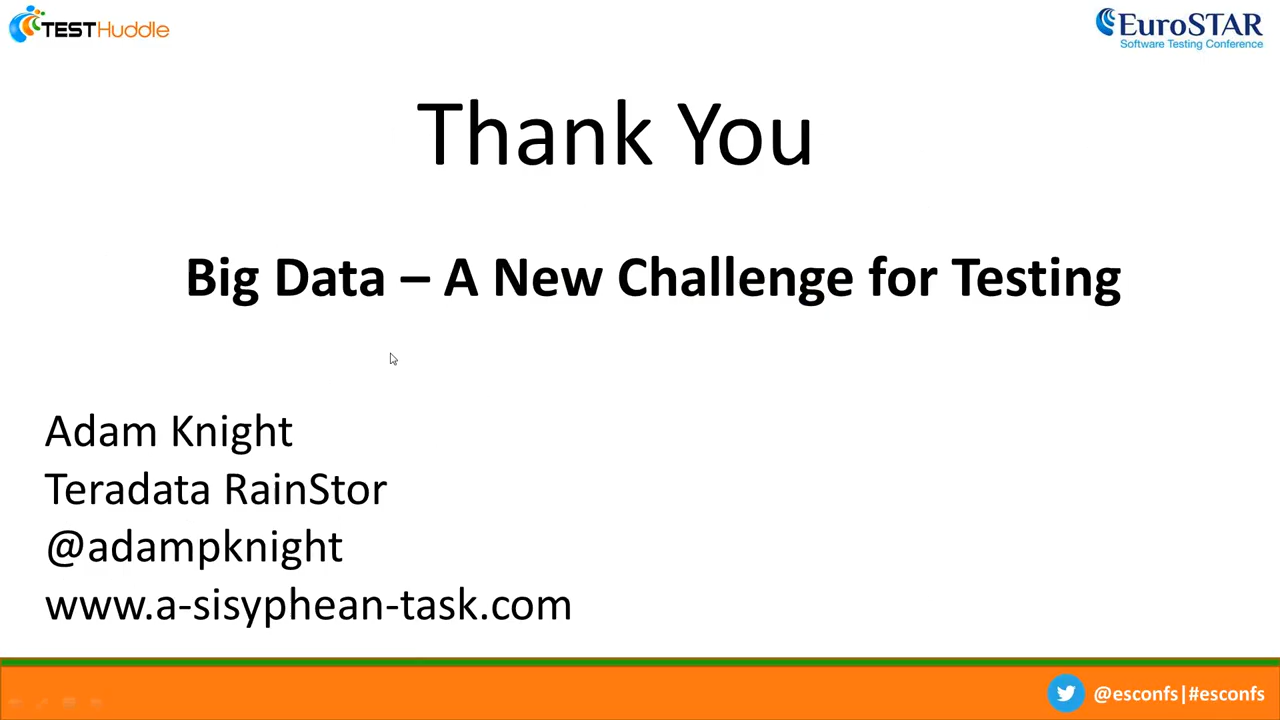 TESTHuddle
EuroSTAR
Software Testing Conference
Thank You
Big Data – A New Challenge for Testing
Adam Knight
Teradata RainStor
@adampknight
www.a-sisyphean-task.com
@esconfs|#esconfs